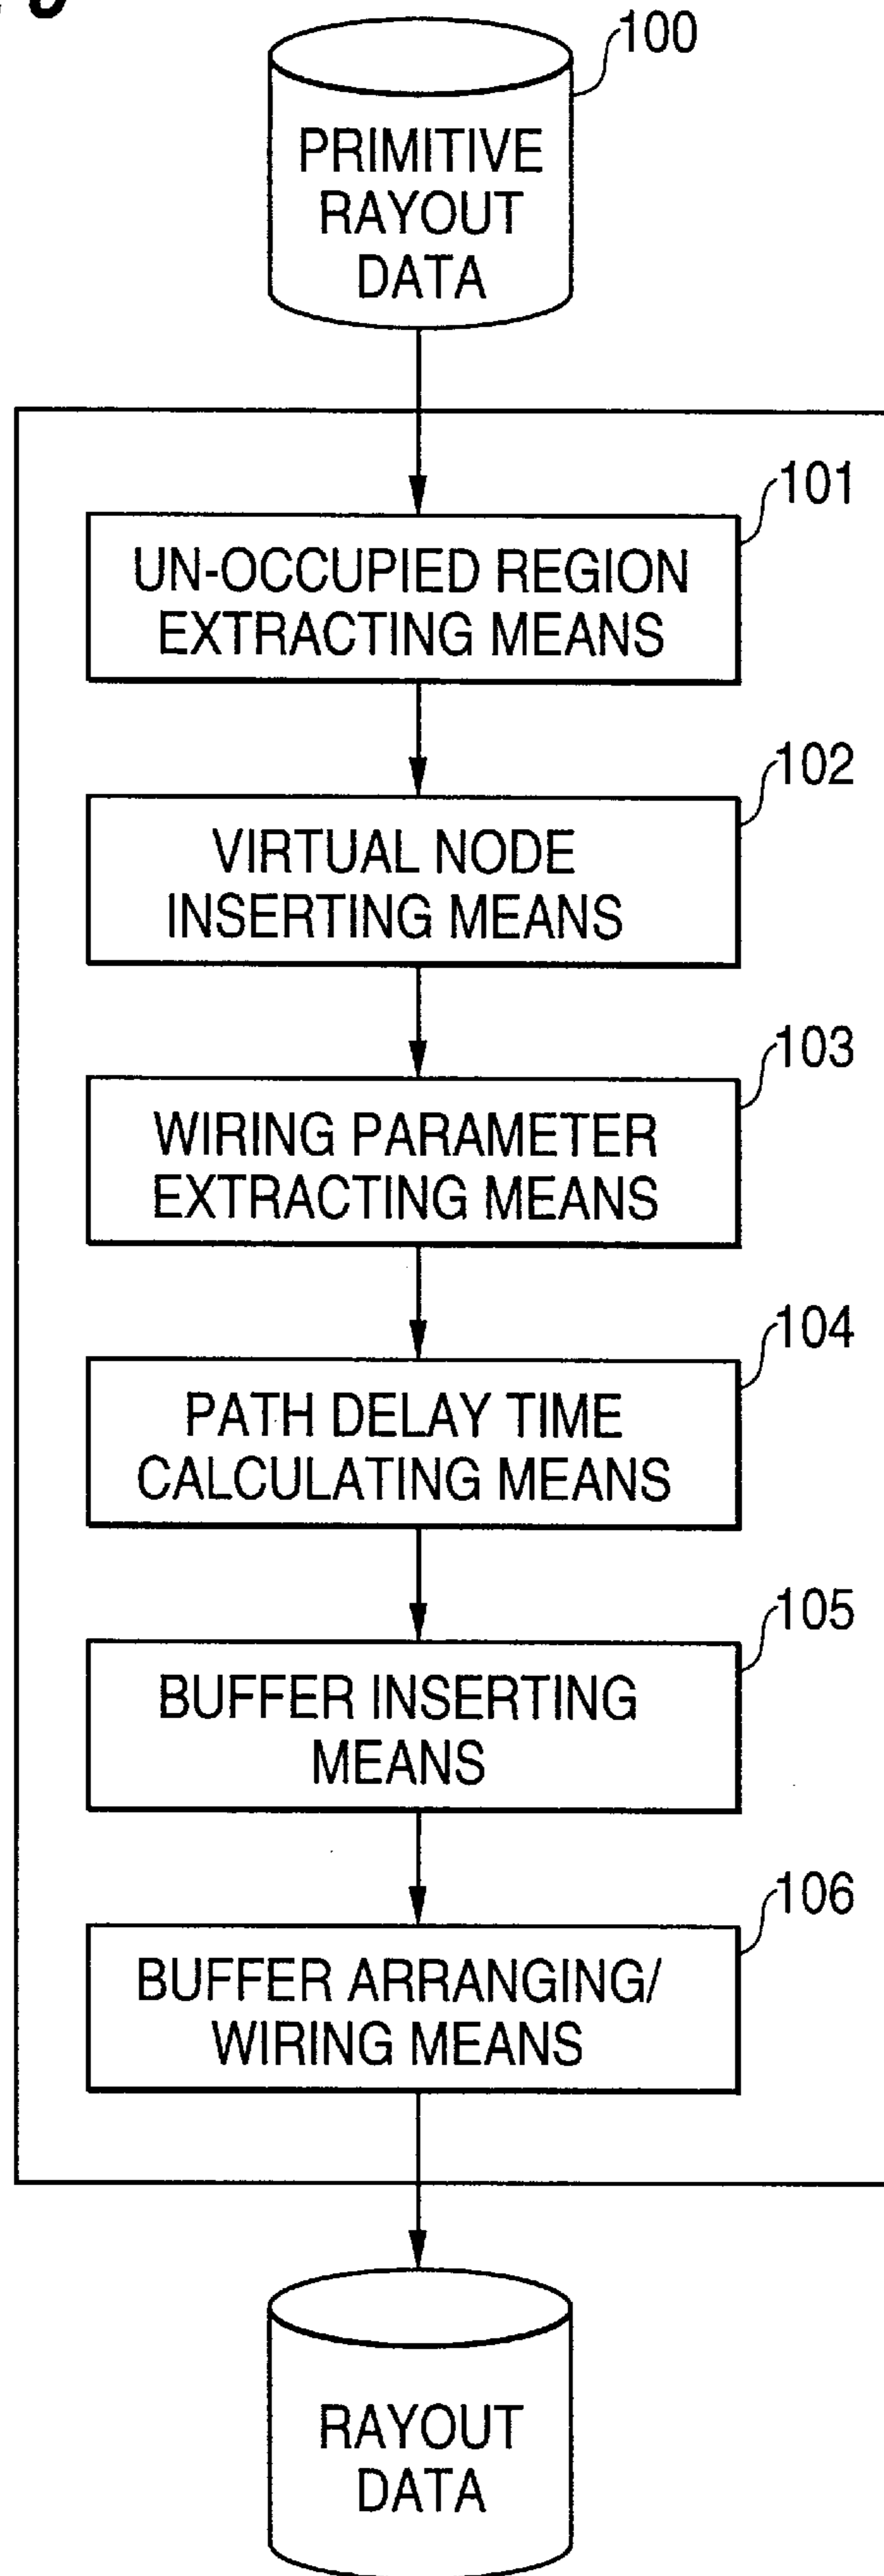 100
PRIMITIVE
RAYOUT
DATA
101
UN-OCCUPIED REGION
EXTRACTING MEANS
102
VIRTUAL NODE
INSERTING MEANS
103
WIRING PARAMETER
EXTRACTING MEANS
104
PATH DELAY TIME
CALCULATING MEANS
105
BUFFER INSERTING
MEANS
106
BUFFER ARRANGING/
WIRING MEANS
RAYOUT
DATA